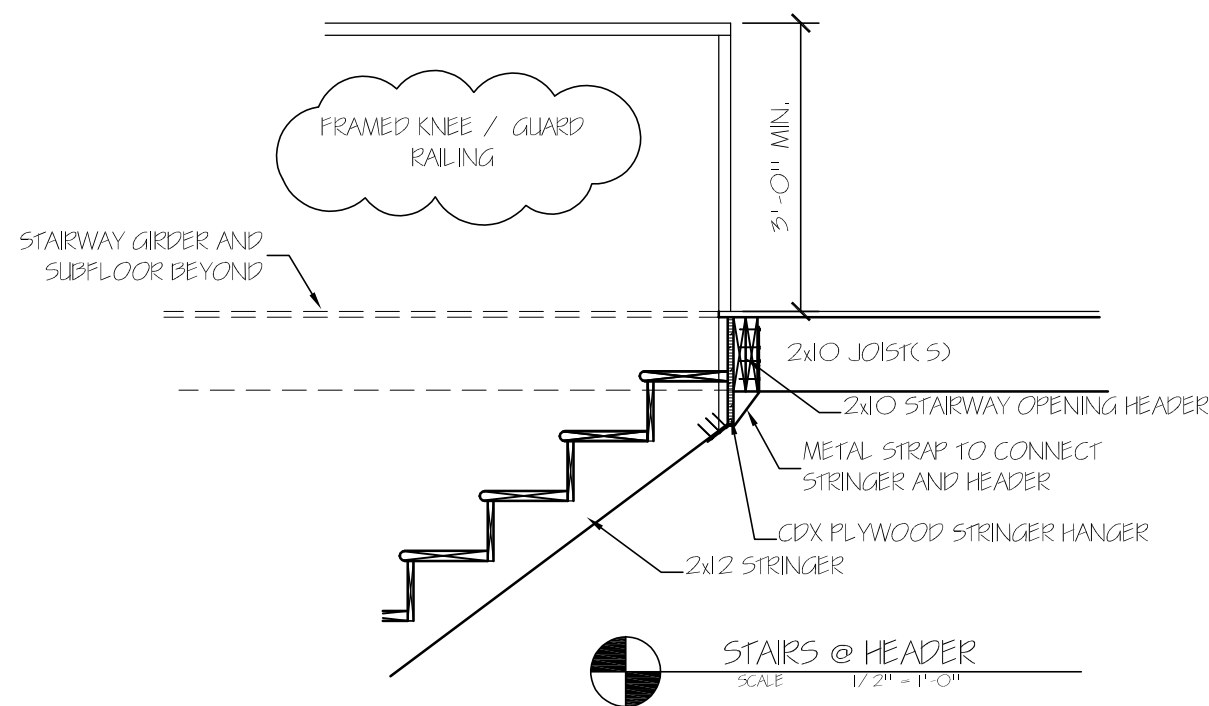 FRAMED KNEE / GUARD
RAILING
3'-0" MIN.
STAIRWAY GIRDER AND
SUBFLOOR BEYOND
2x10 JOIST(S)
2x10 STAIRWAY OPENING HEADER
METAL STRAP TO CONNECT
STRINGER AND HEADER
CDX PLYWOOD STRINGER HANGER
2x12 STRINGER
STAIRS @ HEADER
SCALE 1/2" = 1'-0"